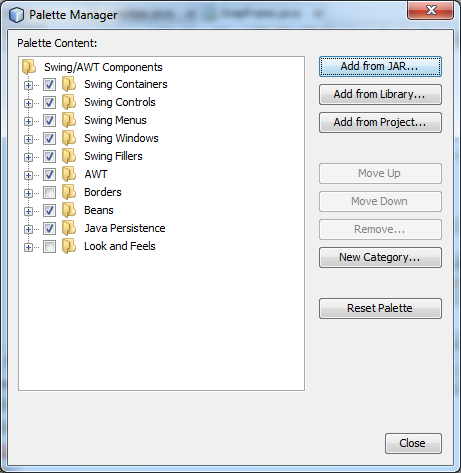 Palette Manager
Palette Content:
Swing/AWT Components
Swing Containers
Swing Controls
Swing Menus
Swing Windows
Swing Fillers
AWT
Borders
Beans
Java Persistence
Look and Feels
Add from JAR...
Add from Library...
Add from Project...
Move Up
Move Down
Remove...
New Category...
Reset Palette
Close